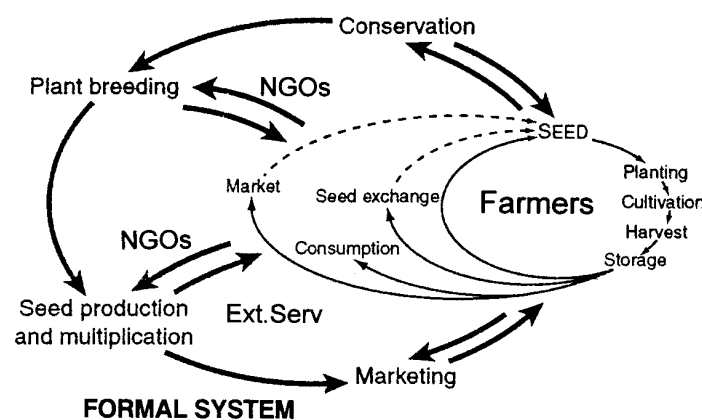 Conservation
Plant breeding
NGOs
SEED
Planting
Market
Seed exchange
Farmers
Cultivation
Harvest
NGOs
Consumption
Storage
Seed production
and multiplication
Ext.Serv
Marketing
FORMAL SYSTEM